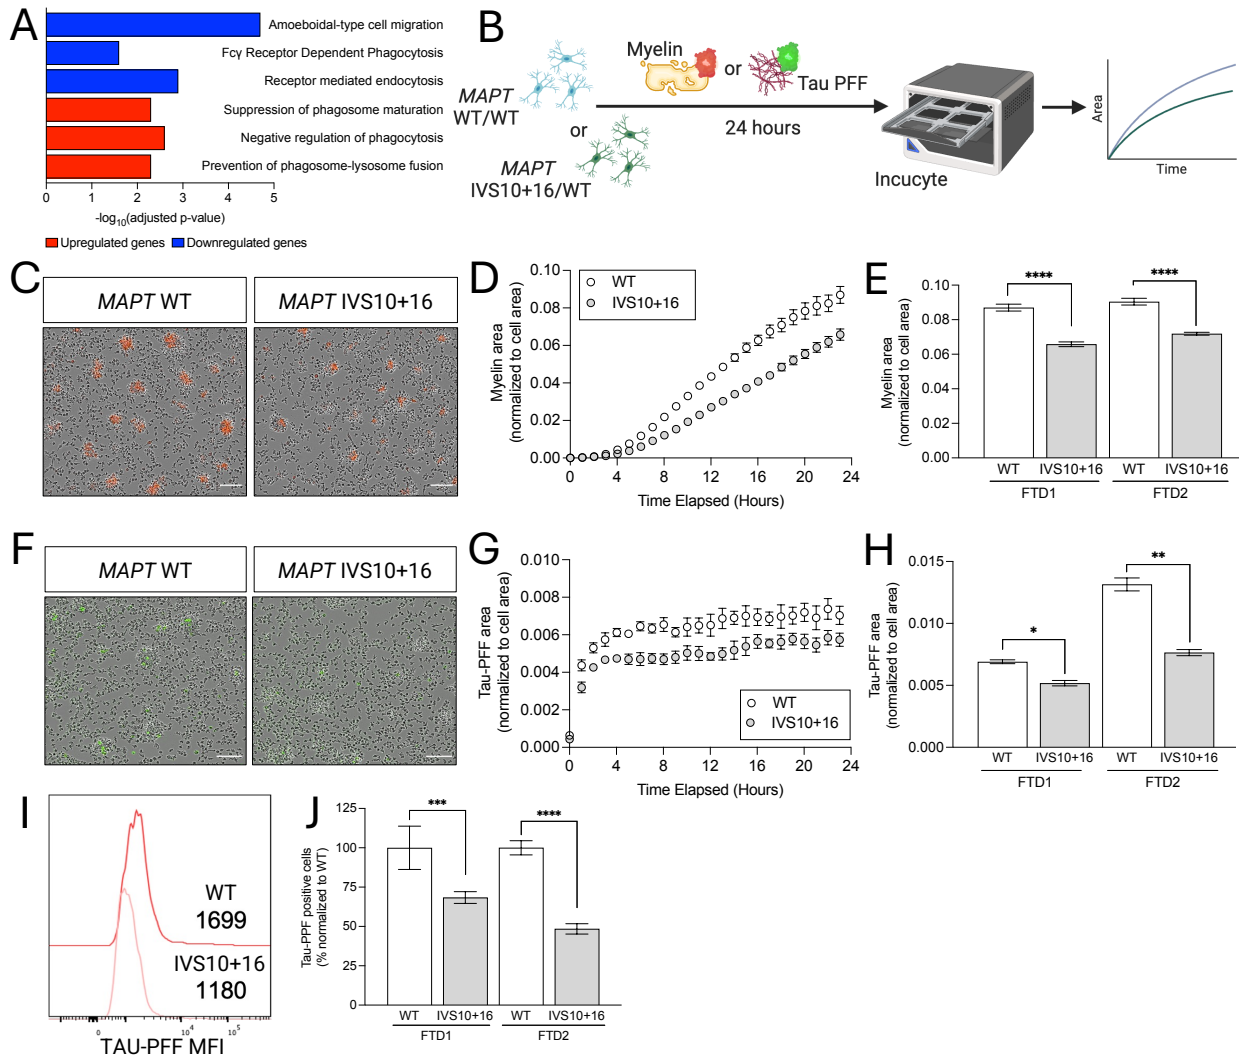 A
Amoeboidal-type cell migration
Fcγ Receptor Dependent Phagocytosis
Receptor mediated endocytosis
Suppression of phagosome maturation
Negative regulation of phagocytosis
Prevention of phagosome-lysosome fusion
0 1 2 3 4 5
-log10(adjusted p-value)
Upregulated genes Downregulated genes
B
MAPT
WT/WT
or
MAPT
IVS10+16/WT
Myelin
or
Tau PFF
24 hours
Incucyte
Area
Time
C
MAPT WT
MAPT IVS10+16
D
Myelin area
(normalized to cell area)
0.10
0.08
0.06
0.04
0.02
0.00
WT
IVS10+16
0 4 8 12 16 20 24
Time Elapsed (Hours)
E
Myelin area
(normalized to cell area)
0.10
0.08
0.06
0.04
0.02
0.00
**** ****
WT IVS10+16 WT IVS10+16
FTD1 FTD2
F
MAPT WT
MAPT IVS10+16
G
Tau-PFF area
(normalized to cell area)
0.010
0.008
0.006
0.004
0.002
0.000
WT
IVS10+16
0 4 8 12 16 20 24
Time Elapsed (Hours)
H
Tau-PFF area
(normalized to cell area)
0.015
0.010
0.005
0.000
* **
WT IVS10+16 WT IVS10+16
FTD1 FTD2
I
WT
1699
IVS10+16
1180
0 10^4 10^5
TAU-PFF MFI
J
Tau-PPF positive cells
(% normalized to WT)
125
100
75
50
25
0
*** ****
WT IVS10+16 WT IVS10+16
FTD1 FTD2